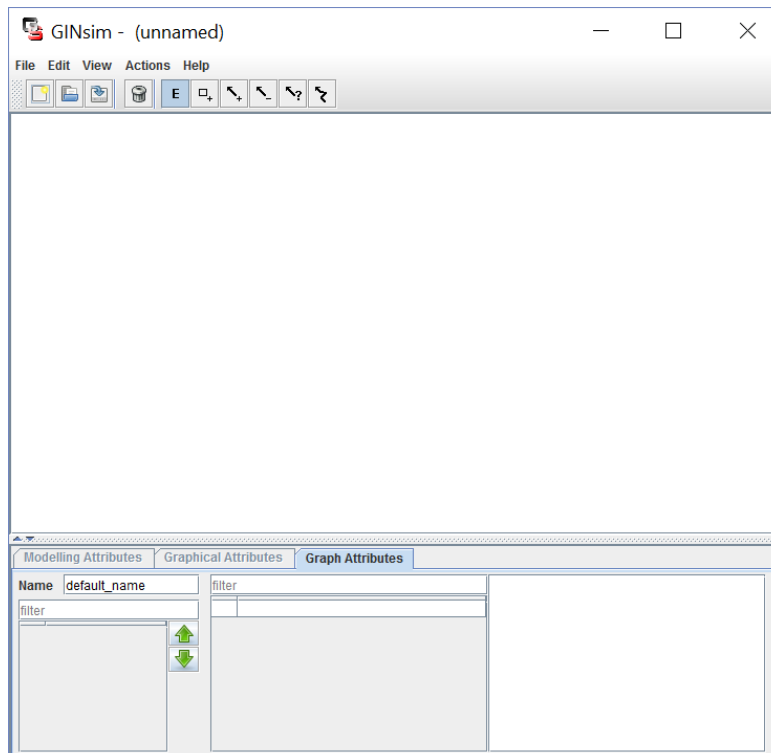 GINsim - (unnamed)
File Edit View Actions Help
E + + - ?
Modelling Attributes Graphical Attributes Graph Attributes
Name default_name filter
filter